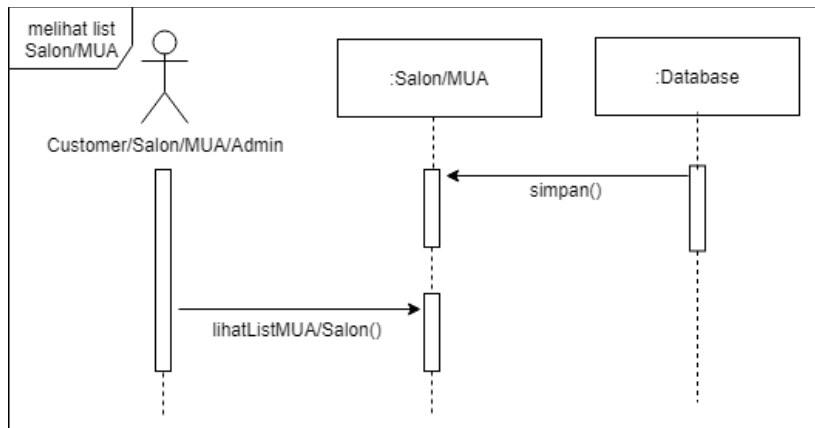 melihat list
Salon/MUA
:Salon/MUA
:Database
Customer/Salon/MUA/Admin
simpan()
lihatListMUA/Salon()